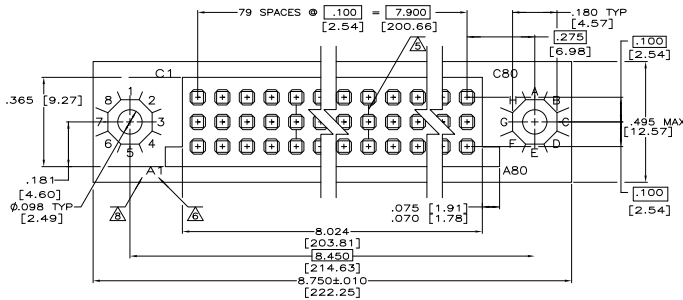 79 SPACES @ .100 = 7.900
[2.54] [200.66]
.180 TYP
[4.57]
.275
[6.98]
.100
[2.54]
5
C1
C80
.365 [9.27]
1
8 2
7 3
6 4
5
A
H B
G C
F D
E
.495 MAX
[12.57]
.181
[4.60]
A1
A80
Ø.098 TYP
[2.49]
8
6
.075 [1.91]
.070 [1.78]
.100
[2.54]
8.024
[203.81]
8.450
[214.63]
8.750±.010
[222.25]